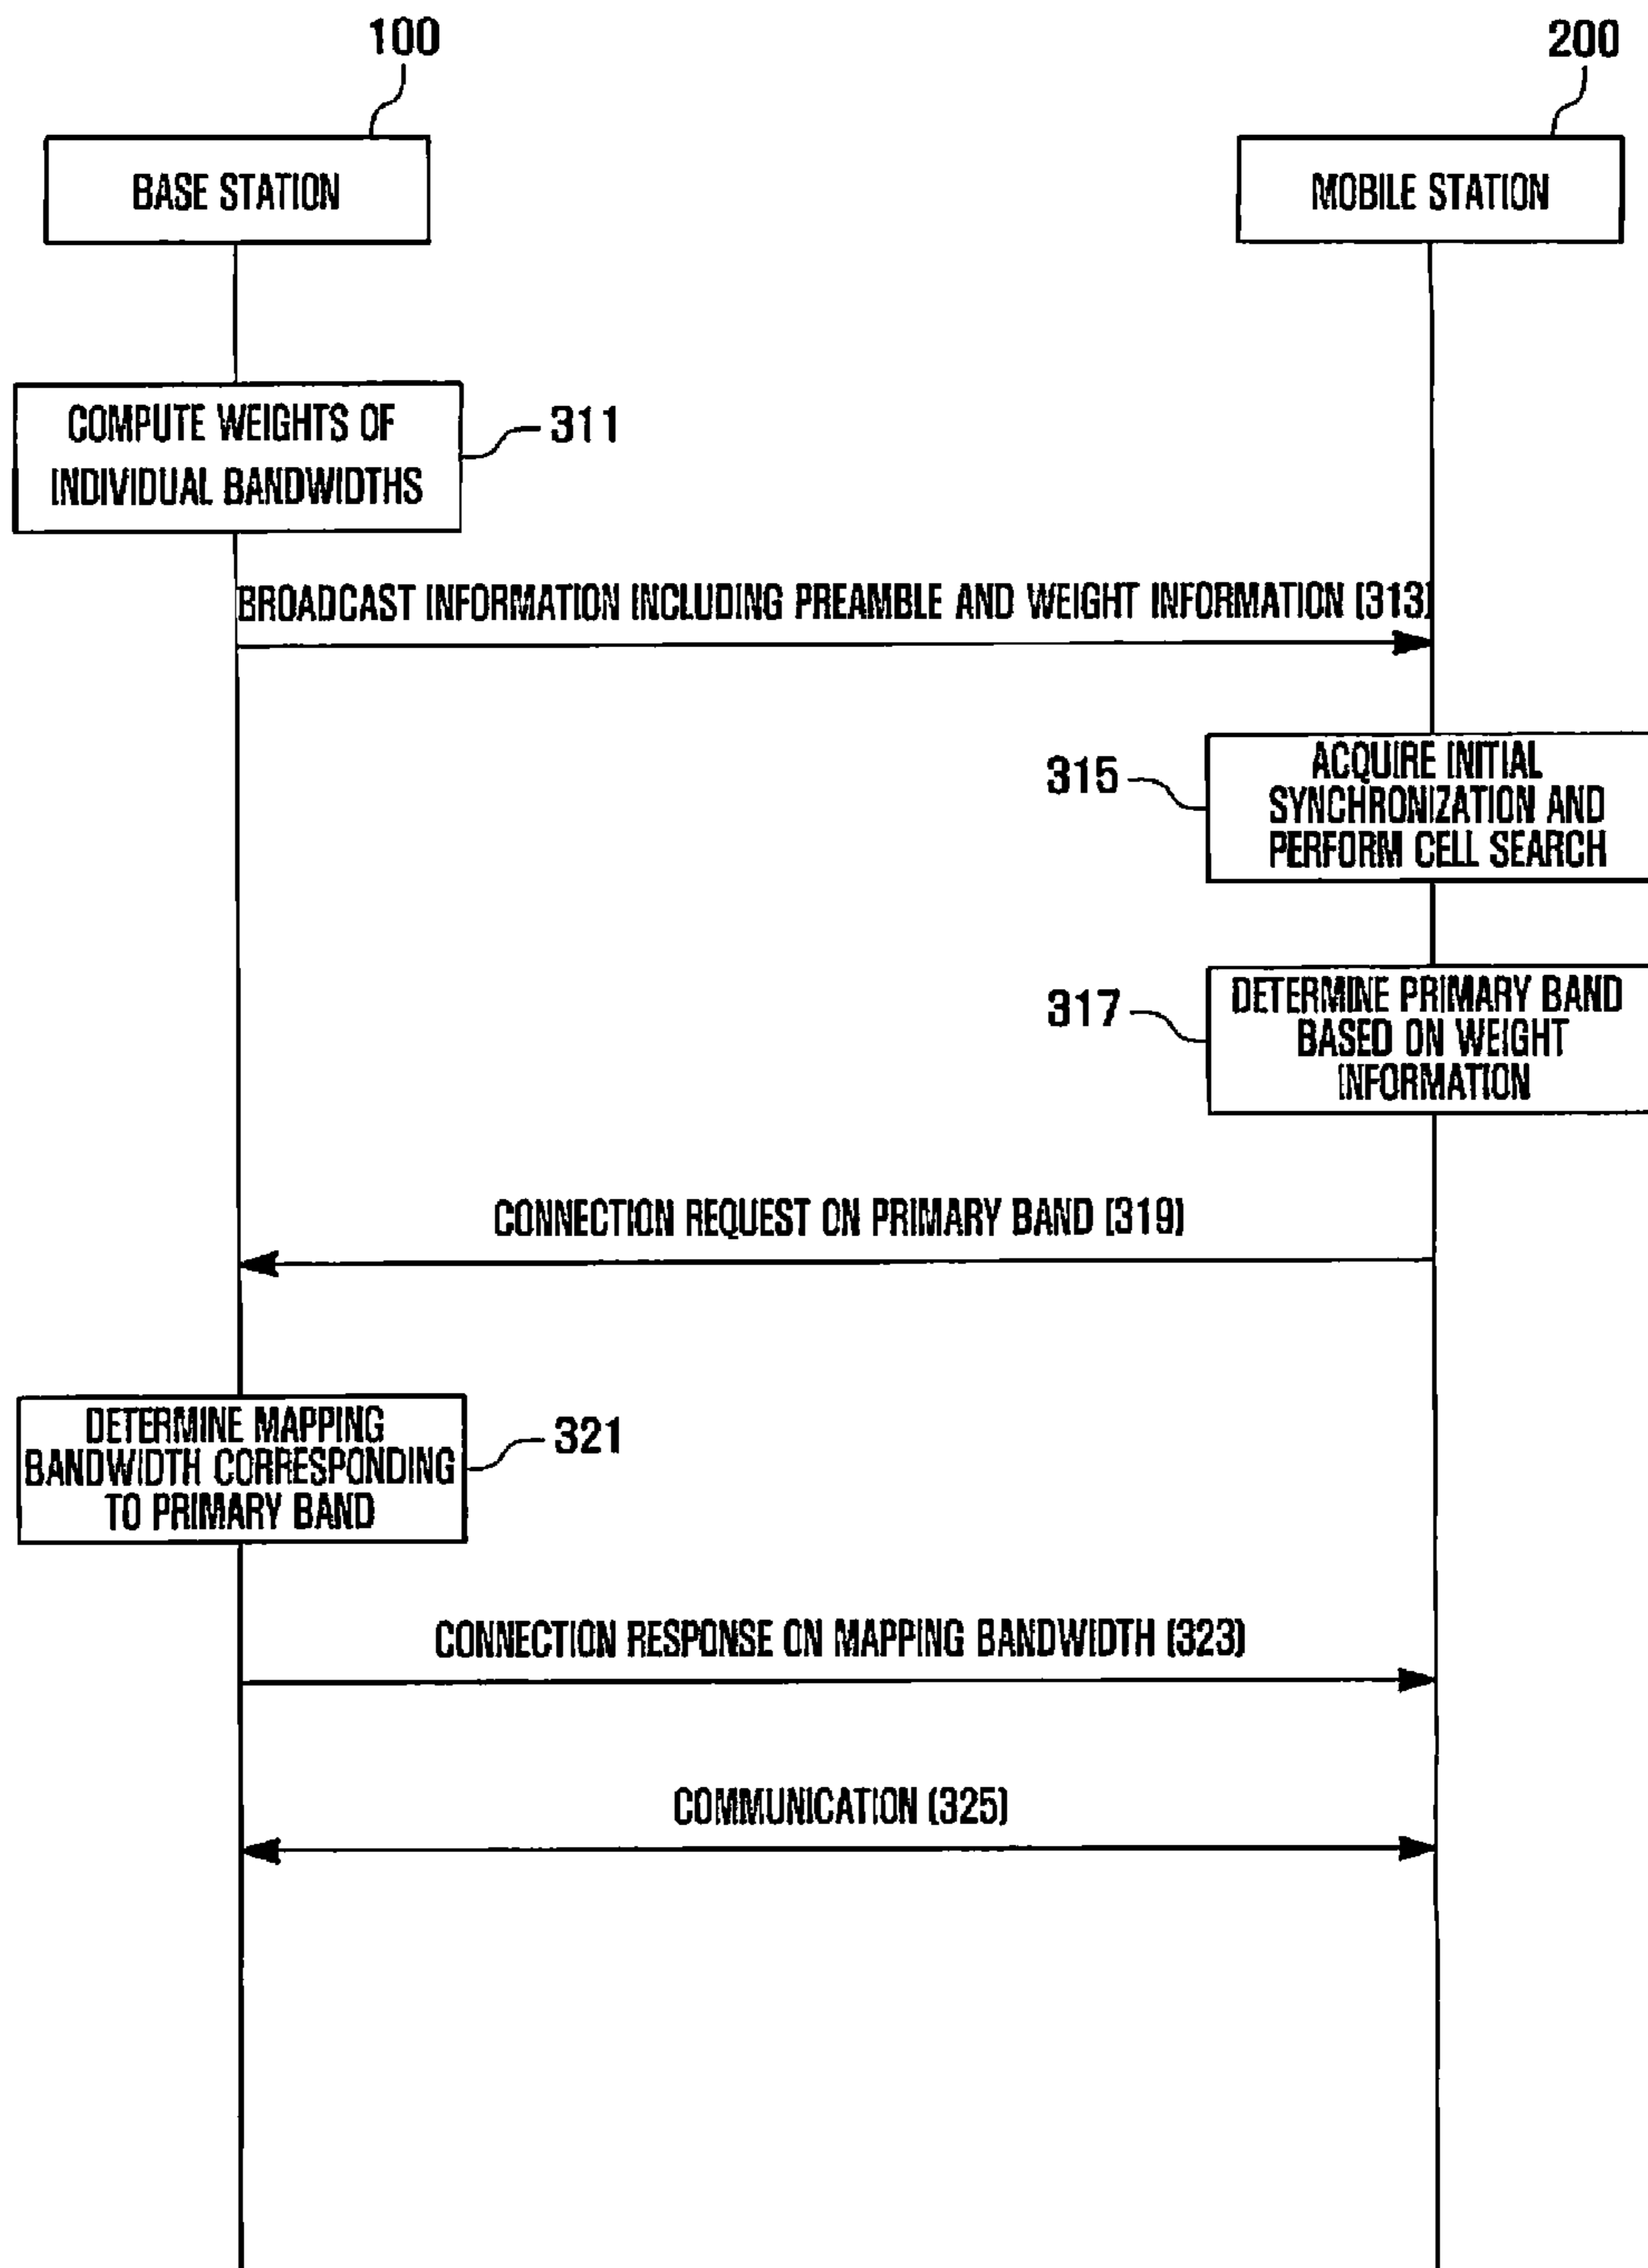 100
200
BASE STATION
MOBILE STATION
COMPUTE WEIGHTS OF
INDIVIDUAL BANDWIDTHS
311
BROADCAST INFORMATION INCLUDING PREAMBLE AND WEIGHT INFORMATION (313)
315
ACQUIRE INITIAL
SYNCHRONIZATION AND
PERFORM CELL SEARCH
317
DETERMINE PRIMARY BAND
BASED ON WEIGHT
INFORMATION
CONNECTION REQUEST ON PRIMARY BAND (319)
DETERMINE MAPPING
BANDWIDTH CORRESPONDING
TO PRIMARY BAND
321
CONNECTION RESPONSE ON MAPPING BANDWIDTH (323)
COMMUNICATION (325)